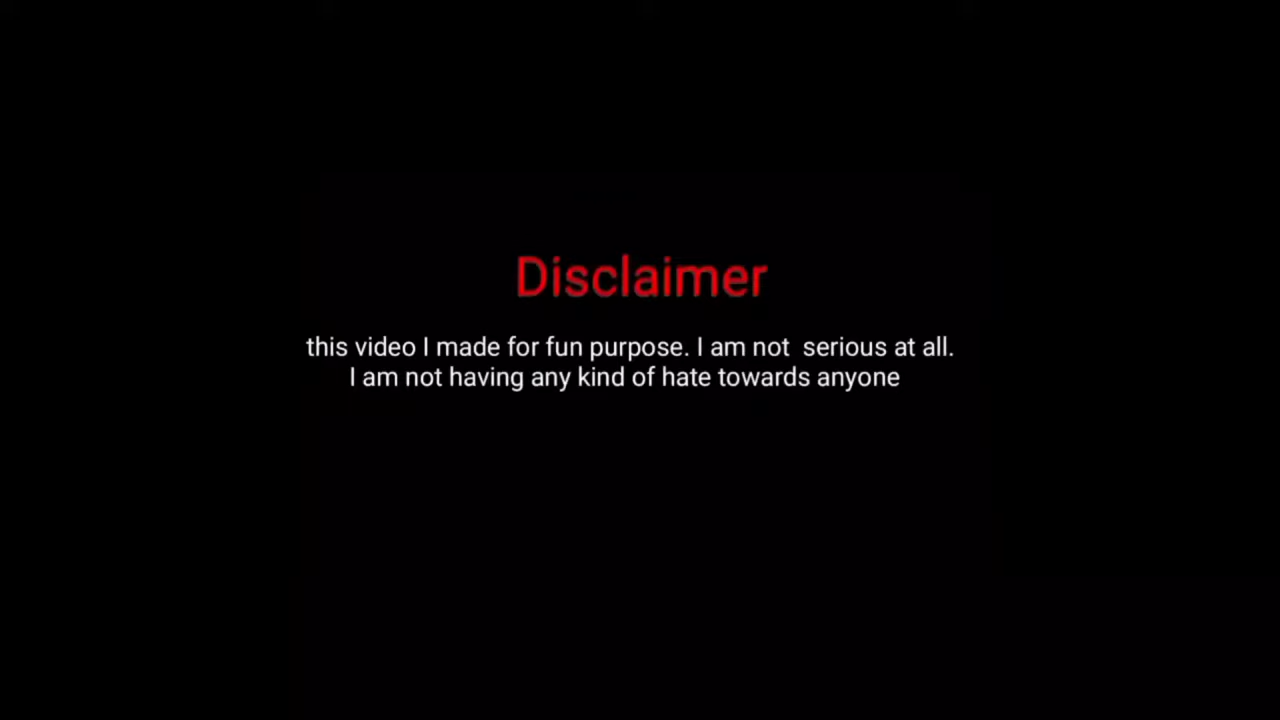 Disclaimer
this video I made for fun purpose. I am not  serious at all.
I am not having any kind of hate towards anyone